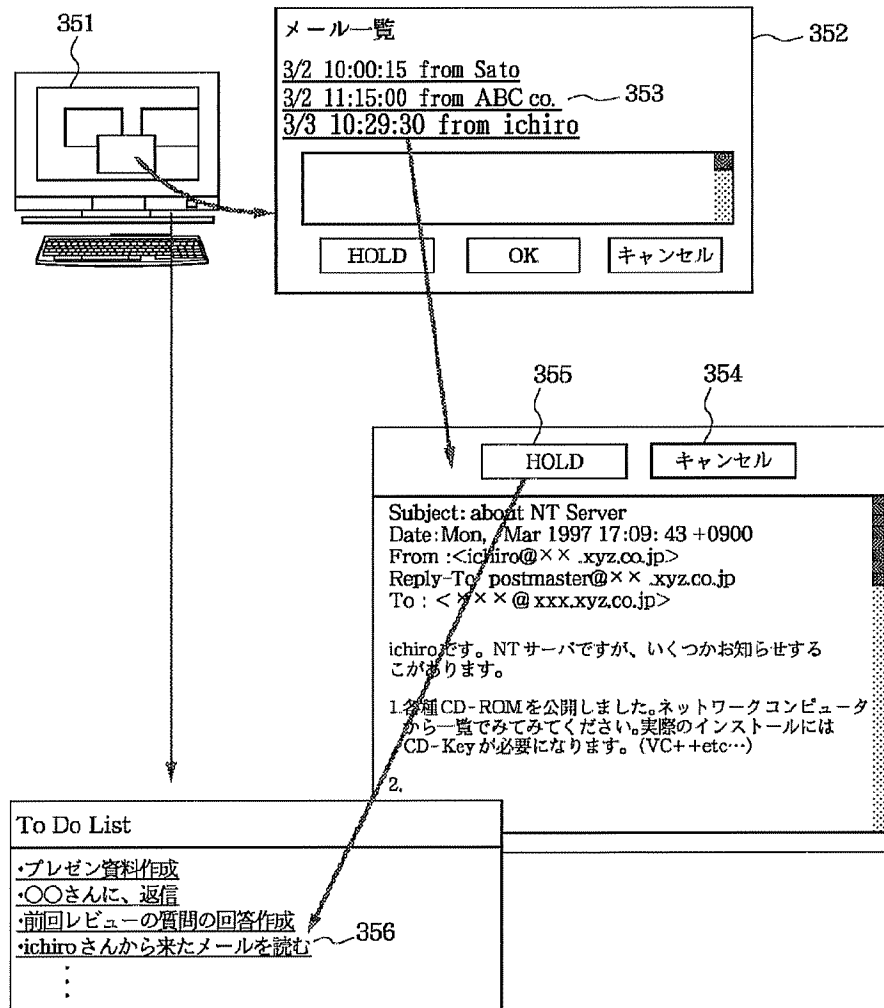 351
メール一覧
352
3/2 10:00:15 from Sato
3/2 11:15:00 from ABC co.
353
3/3 10:29:30 from ichiro
HOLD
OK
キャンセル
355
354
HOLD
キャンセル
Subject: about NT Server
Date:Mon, Mar 1997 17:09: 43 +0900
From :<ichiro@×× .xyz.co.jp>
Reply-To postmaster@×× .xyz.co.jp
To : <×××@xxx.xyz.co.jp>
ichiroです。NTサーバですが、いくつかお知らせする
こがあります。
1.各種CD-ROMを公開しました。ネットワークコンピュータ
から一覧でみてみてください。実際のインストールには
CD-Keyが必要になります。(VC++etc…)
2.
To Do List
・プレゼン資料作成
・〇〇さんに、返信
・前回レビューの質問の回答作成
・ichiroさんから来たメールを読む
356